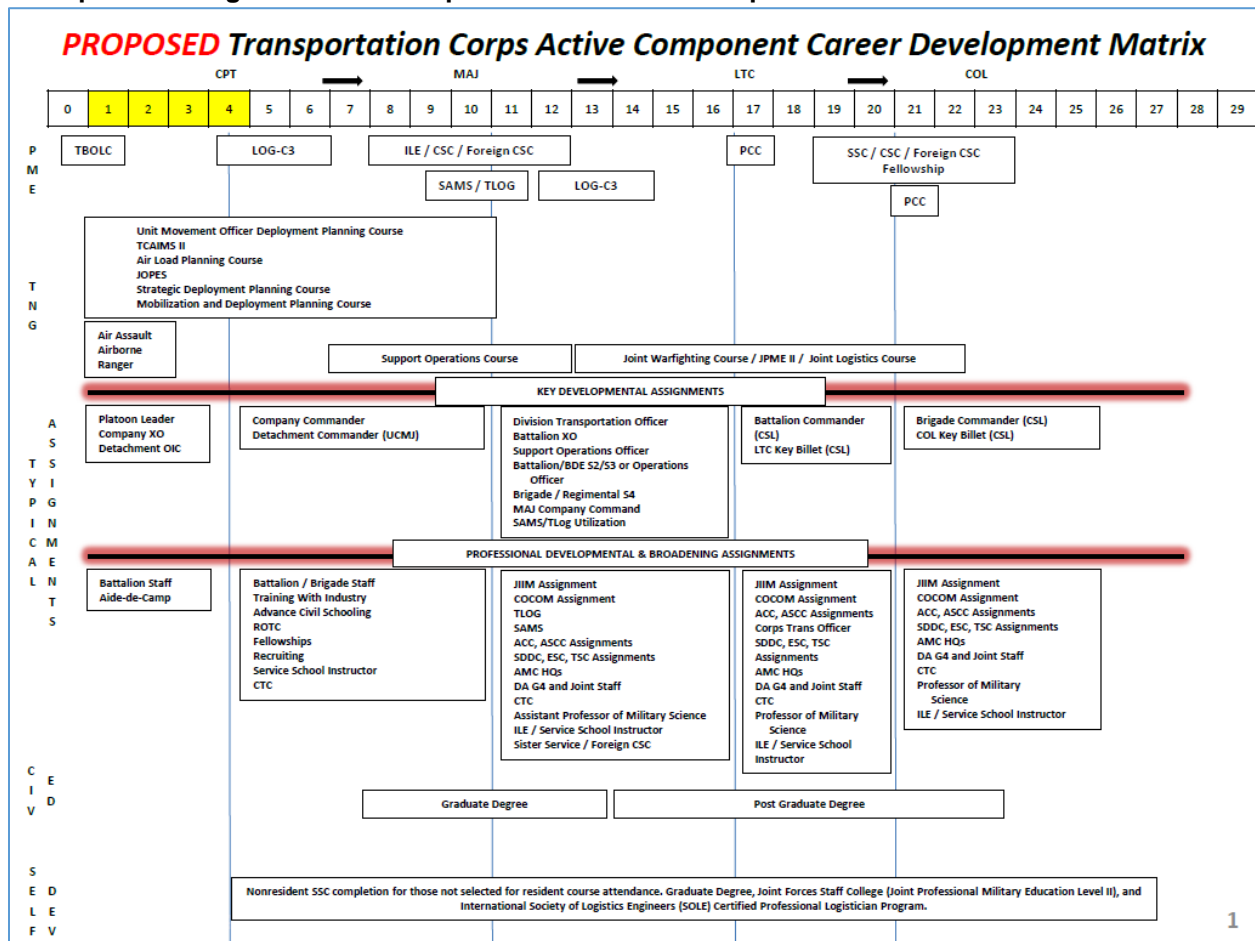 PROPOSED Transportation Corps Active Component Career Development Matrix
CPT MAJ LTC COL
0 1 2 3 4 5 6 7 8 9 10 11 12 13 14 15 16 17 18 19 20 21 22 23 24 25 26 27 28 29
PME
TBOLC
LOG-C3
ILE / CSC / Foreign CSC
PCC
SSC / CSC / Foreign CSC
Fellowship
SAMS / TLOG
LOG-C3
PCC
TNG
Unit Movement Officer Deployment Planning Course
TCAIMS II
Air Load Planning Course
JOPES
Strategic Deployment Planning Course
Mobilization and Deployment Planning Course
Air Assault
Airborne
Ranger
Support Operations Course
Joint Warfighting Course / JPME II / Joint Logistics Course
TYPICAL
ASSIGNMENTS
KEY DEVELOPMENTAL ASSIGNMENTS
Platoon Leader
Company XO
Detachment OIC
Company Commander
Detachment Commander (UCMJ)
Division Transportation Officer
Battalion XO
Support Operations Officer
Battalion/BDE S2/S3 or Operations
Officer
Brigade / Regimental S4
MAJ Company Command
SAMS/TLog Utilization
Battalion Commander
(CSL)
LTC Key Billet (CSL)
Brigade Commander (CSL)
COL Key Billet (CSL)
PROFESSIONAL DEVELOPMENTAL & BROADENING ASSIGNMENTS
Battalion Staff
Aide-de-Camp
Battalion / Brigade Staff
Training With Industry
Advance Civil Schooling
ROTC
Fellowships
Recruiting
Service School Instructor
CTC
JIIM Assignment
COCOM Assignment
TLOG
SAMS
ACC, ASCC Assignments
SDDC, ESC, TSC Assignments
AMC HQs
DA G4 and Joint Staff
CTC
Assistant Professor of Military Science
ILE / Service School Instructor
Sister Service / Foreign CSC
JIIM Assignment
COCOM Assignment
ACC, ASCC Assignments
Corps Trans Officer
SDDC, ESC, TSC
Assignments
AMC HQs
DA G4 and Joint Staff
CTC
Professor of Military
Science
ILE / Service School
Instructor
JIIM Assignment
COCOM Assignment
ACC, ASCC Assignments
SDDC, ESC, TSC Assignments
AMC HQs
DA G4 and Joint Staff
CTC
Professor of Military
Science
ILE / Service School Instructor
CIV
ED
Graduate Degree
Post Graduate Degree
SELF
DEV
Nonresident SSC completion for those not selected for resident course attendance. Graduate Degree, Joint Forces Staff College (Joint Professional Military Education Level II), and
International Society of Logistics Engineers (SOLE) Certified Professional Logistician Program.
1